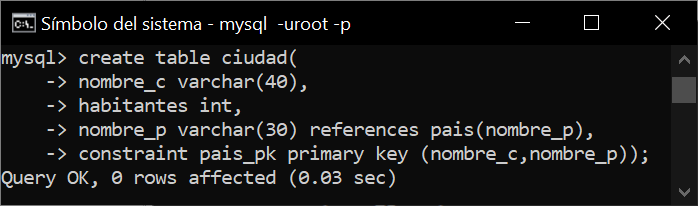 Símbolo del sistema - mysql -uroot -p
mysql> create table ciudad(
-> nombre_c varchar(40),
-> habitantes int,
-> nombre_p varchar(30) references pais(nombre_p),
-> constraint pais_pk primary key (nombre_c,nombre_p));
Query OK, 0 rows affected (0.03 sec)